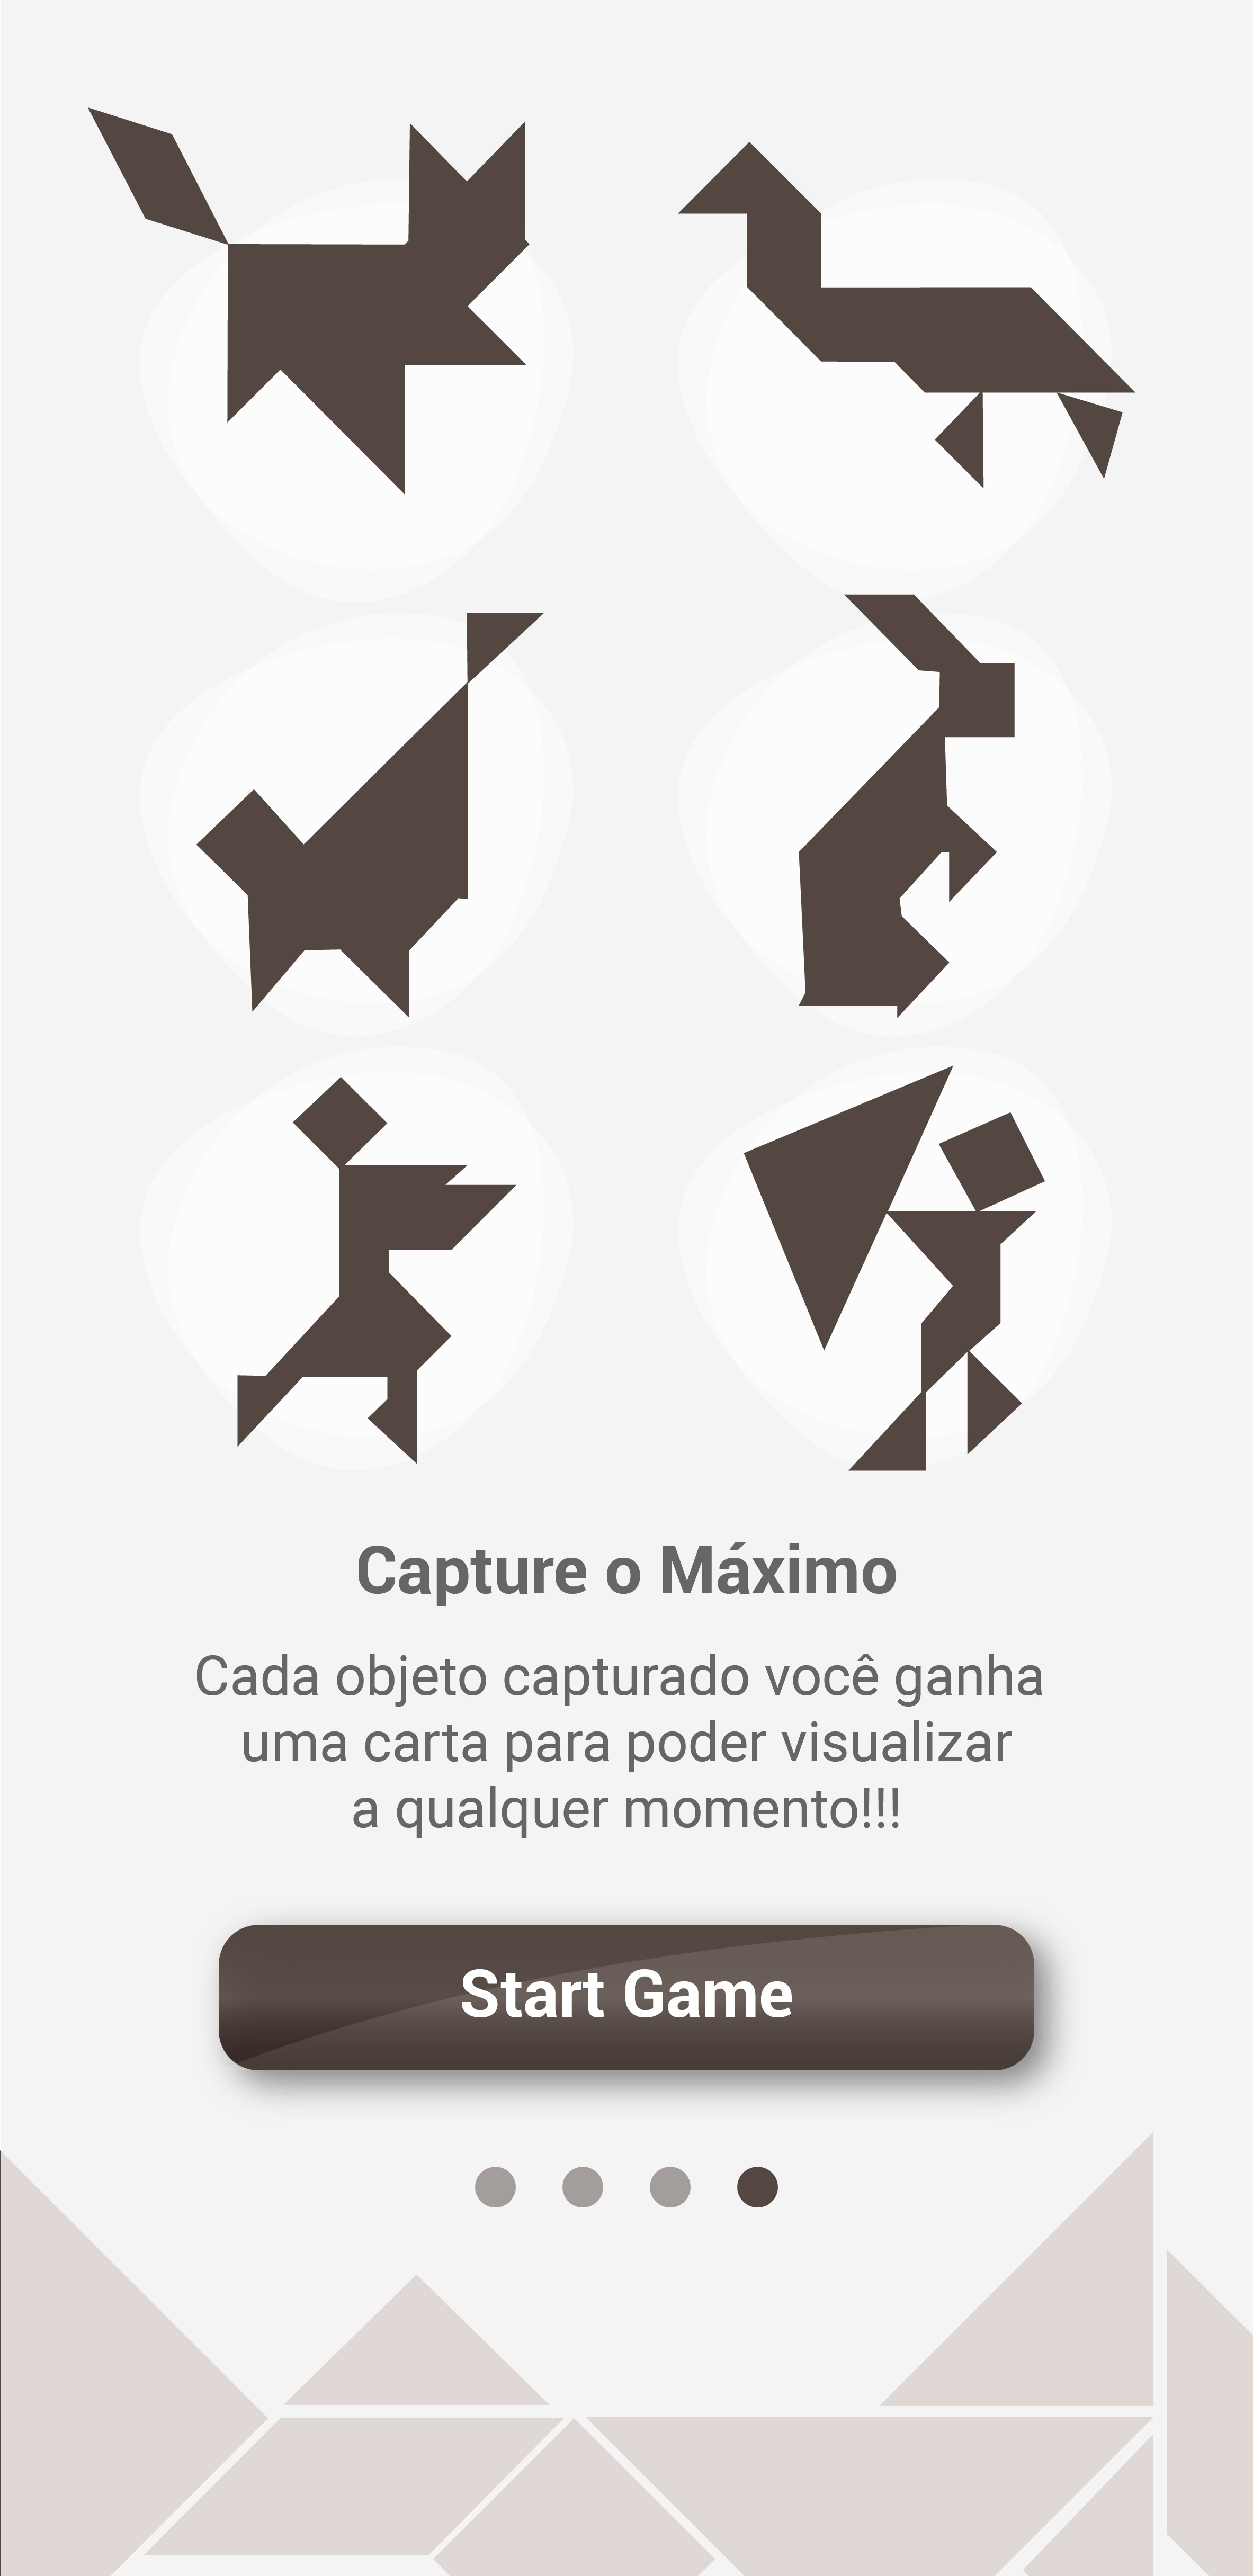 Capture o Máximo
Cada objeto capturado você ganha
uma carta para poder visualizar
a qualquer momento!!!
Start Game